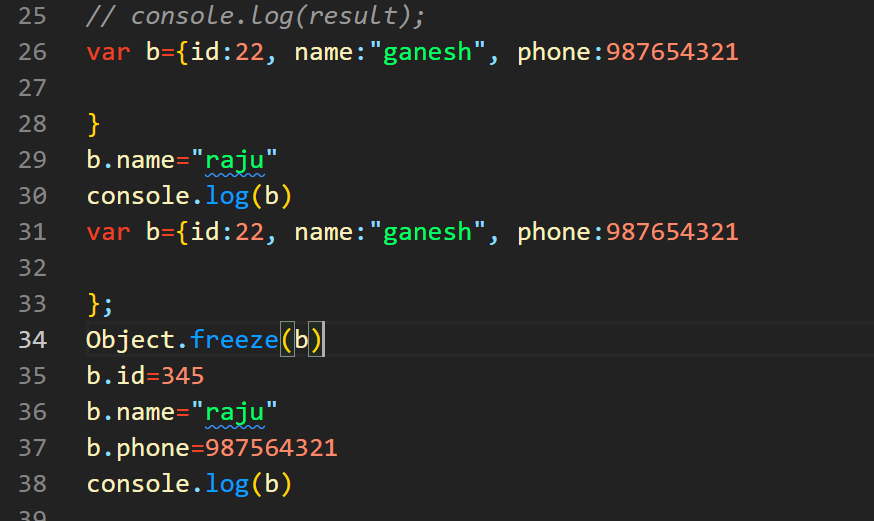 25 // console.log(result);
26 var b={id:22, name:"ganesh", phone:987654321
27
28 }
29 b.name="raju"
30 console.log(b)
31 var b={id:22, name:"ganesh", phone:987654321
32
33 };
34 Object.freeze(b)
35 b.id=345
36 b.name="raju"
37 b.phone=987564321
38 console.log(b)
39